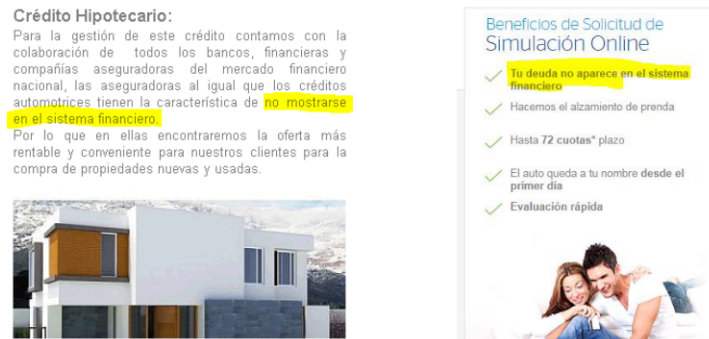 Crédito Hipotecario:
Para la gestión de este crédito contamos con la
colaboración de todos los bancos, financieras y
compañías aseguradoras del mercado financiero
nacional, las aseguradoras al igual que los créditos
automotrices tienen la característica de no mostrarse
en el sistema financiero.
Por lo que en ellas encontraremos la oferta más
rentable y conveniente para nuestros clientes para la
compra de propiedades nuevas y usadas.
Beneficios de Solicitud de
Simulación Online
Tu deuda no aparece en el sistema
financiero
Hacemos el alzamiento de prenda
Hasta 72 cuotas* plazo
El auto queda a tu nombre desde el
primer día
Evaluación rápida